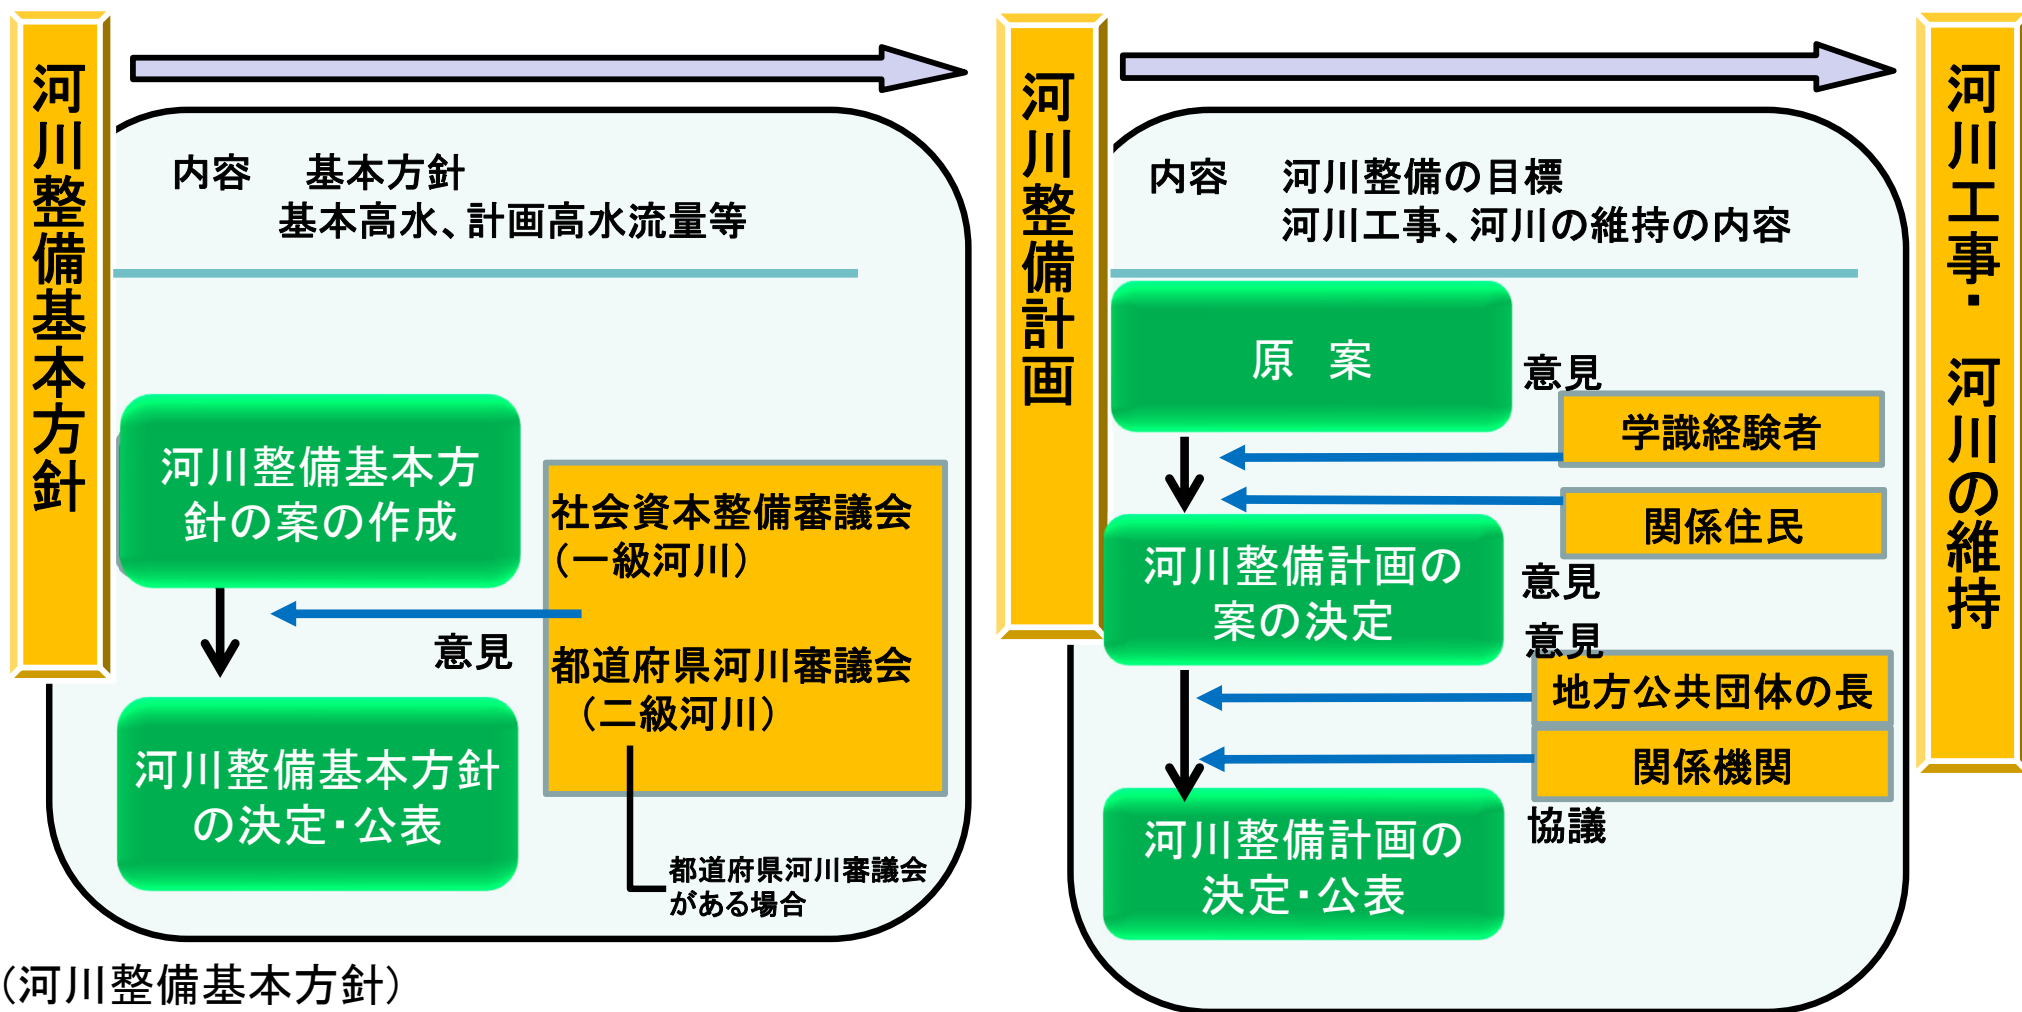 河川整備基本方針
内容　基本方針
基本高水、計画高水流量等
河川整備基本方
針の案の作成
社会資本整備審議会
（一級河川）
意見
都道府県河川審議会
（二級河川）
河川整備基本方針
の決定・公表
都道府県河川審議会
がある場合
河川整備計画
内容　河川整備の目標
河川工事、河川の維持の内容
原　案
意見
学識経験者
関係住民
意見
河川整備計画の
案の決定
意見
地方公共団体の長
関係機関
協議
河川整備計画の
決定・公表
河川工事・　河川の維持
（河川整備基本方針）